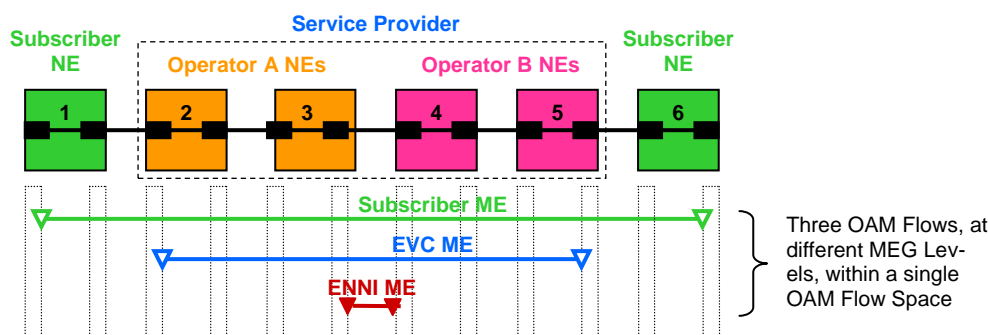 Service Provider
Subscriber NE
Operator A NEs
Operator B NEs
Subscriber NE
1
2
3
4
5
6
Subscriber ME
EVC ME
ENNI ME
Three OAM Flows, at
different MEG Lev-
els, within a single
OAM Flow Space